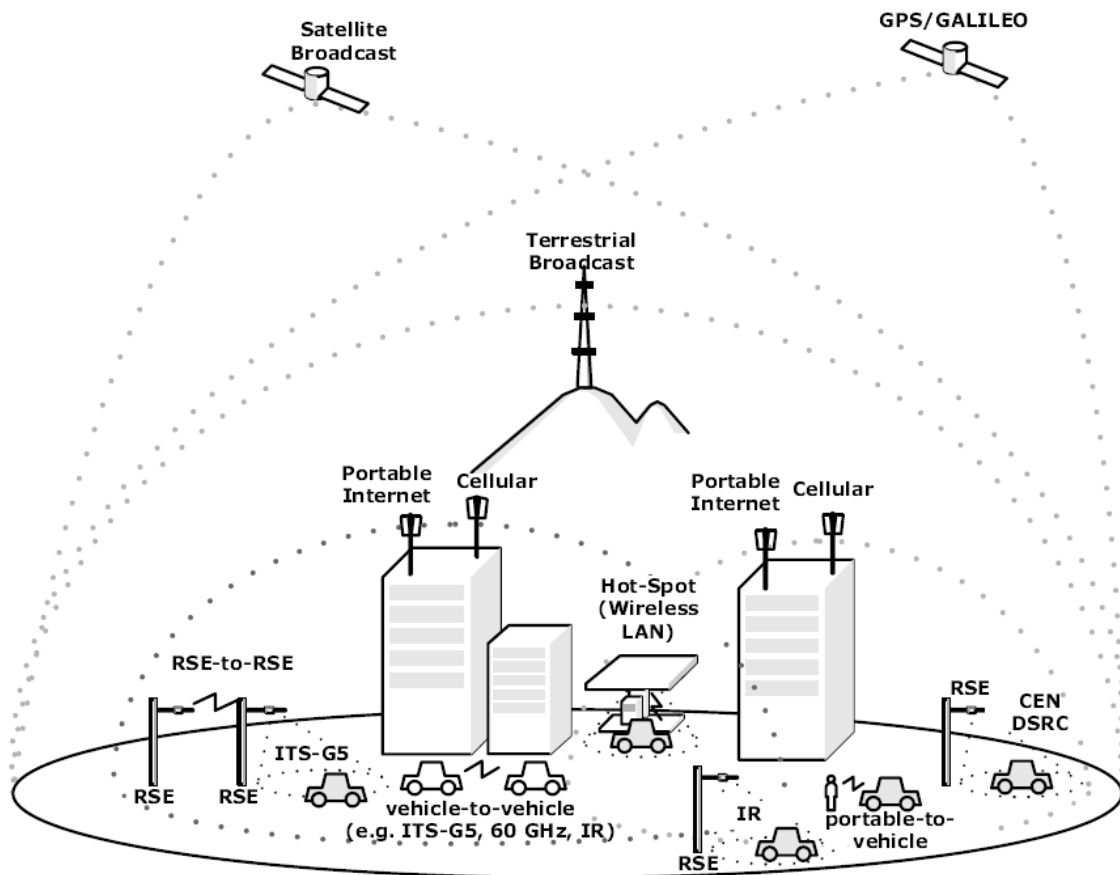 Satellite
Broadcast
GPS/GALILEO
Terrestrial
Broadcast
Portable
Internet
Cellular
Portable
Internet
Cellular
Hot-Spot
(Wireless
LAN)
RSE-to-RSE
RSE
CEN
DSRC
ITS-G5
RSE
RSE
vehicle-to-vehicle
(e.g. ITS-G5, 60 GHz, IR)
RSE
IR
portable-to-
vehicle
RSE